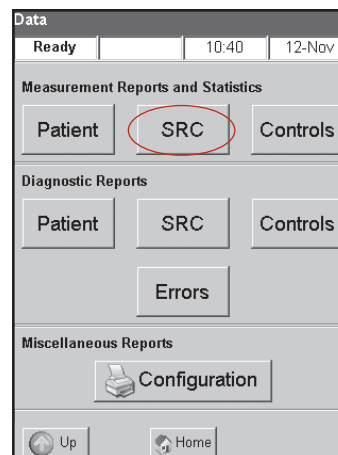 Data
Ready 10:40 12-Nov
Measurement Reports and Statistics
Patient SRC Controls
Diagnostic Reports
Patient SRC Controls
Errors
Miscellaneous Reports
Configuration
Up Home